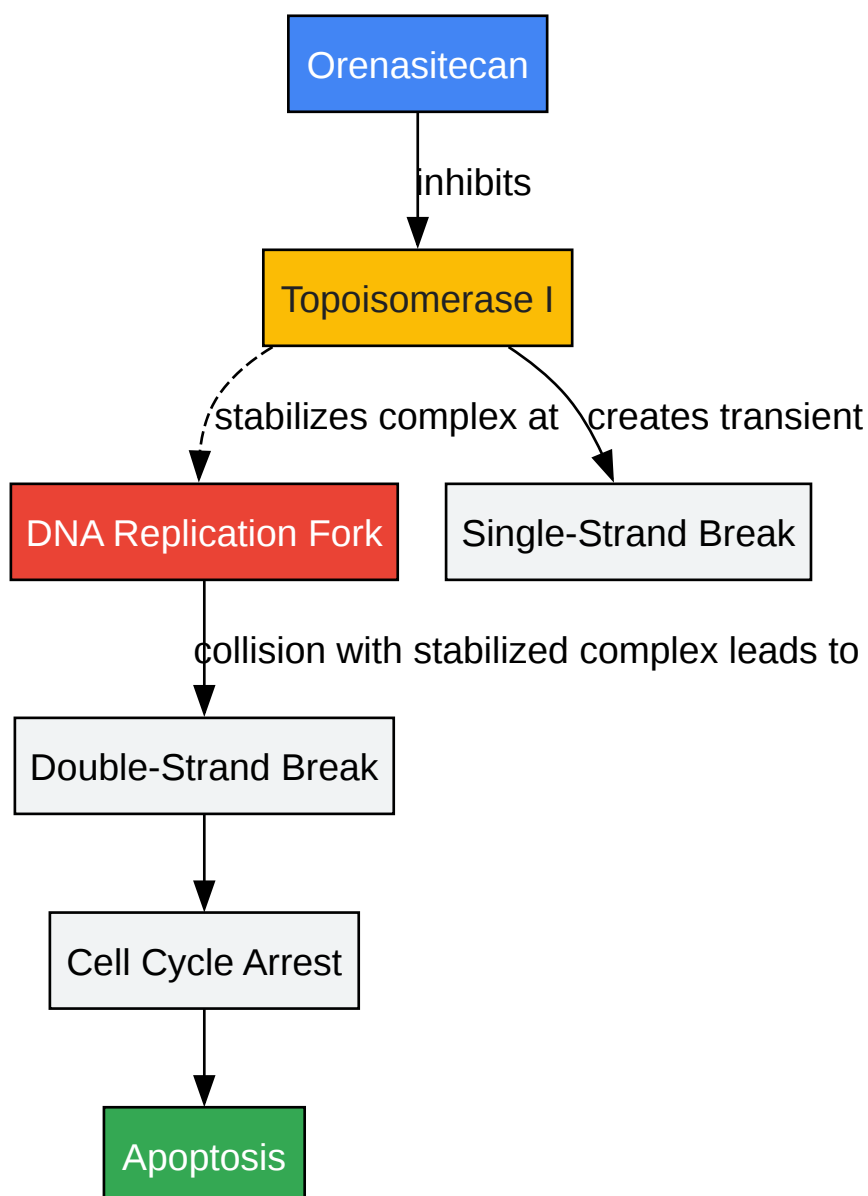 Orenasitecan
inhibits
Topoisomerase I
stabilizes complex at
creates transient
DNA Replication Fork
Single-Strand Break
collision with stabilized complex leads to
Double-Strand Break
Cell Cycle Arrest
Apoptosis